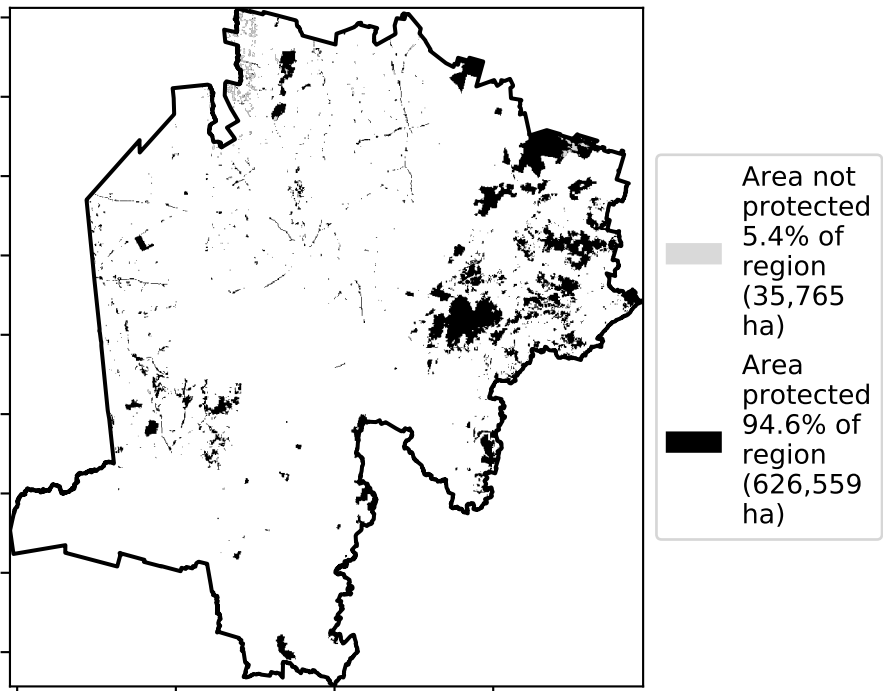 Area not
protected
5.4% of
region
(35,765
ha)
Area
protected
94.6% of
region
(626,559
ha)